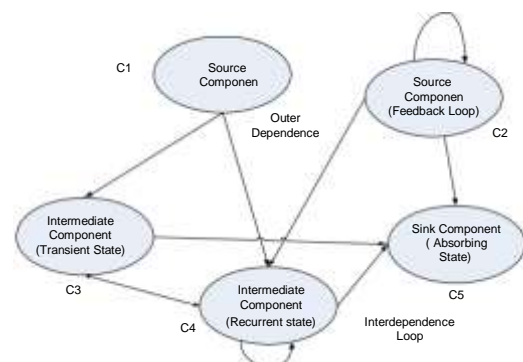 C1
Source
Componen
Source
Componen
(Feedback Loop)
C2
Outer
Dependence
Intermediate
Component
(Transient State)
C3
Sink Component
( Absorbing
State)
C5
Intermediate
Component
(Recurrent state)
C4
Interdependence
Loop